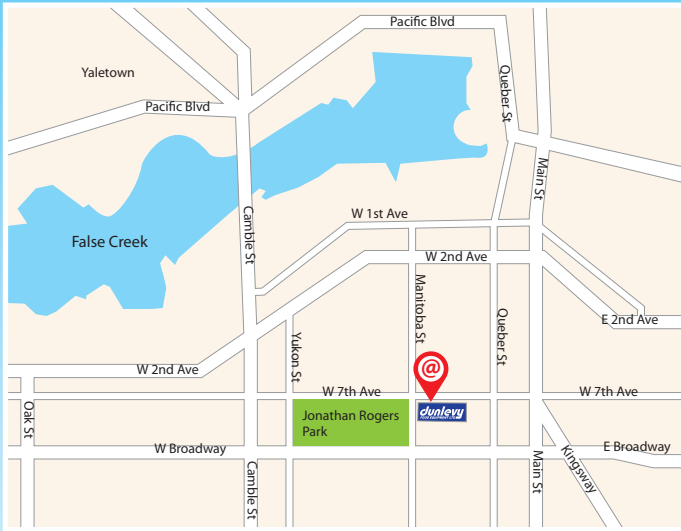 Pacific Blvd
Yaletown
Queber St
Pacific Blvd
Main St
Camble St
W 1st Ave
False Creek
W 2nd Ave
Manitoba St
Queber St
E 2nd Ave
Yukon St
W 2nd Ave
@
W 7th Ave
W 7th Ave
Oak St
Jonathan Rogers
Park
dunlevy
W Broadway
E Broadway
Camble St
Main St
Kingsway